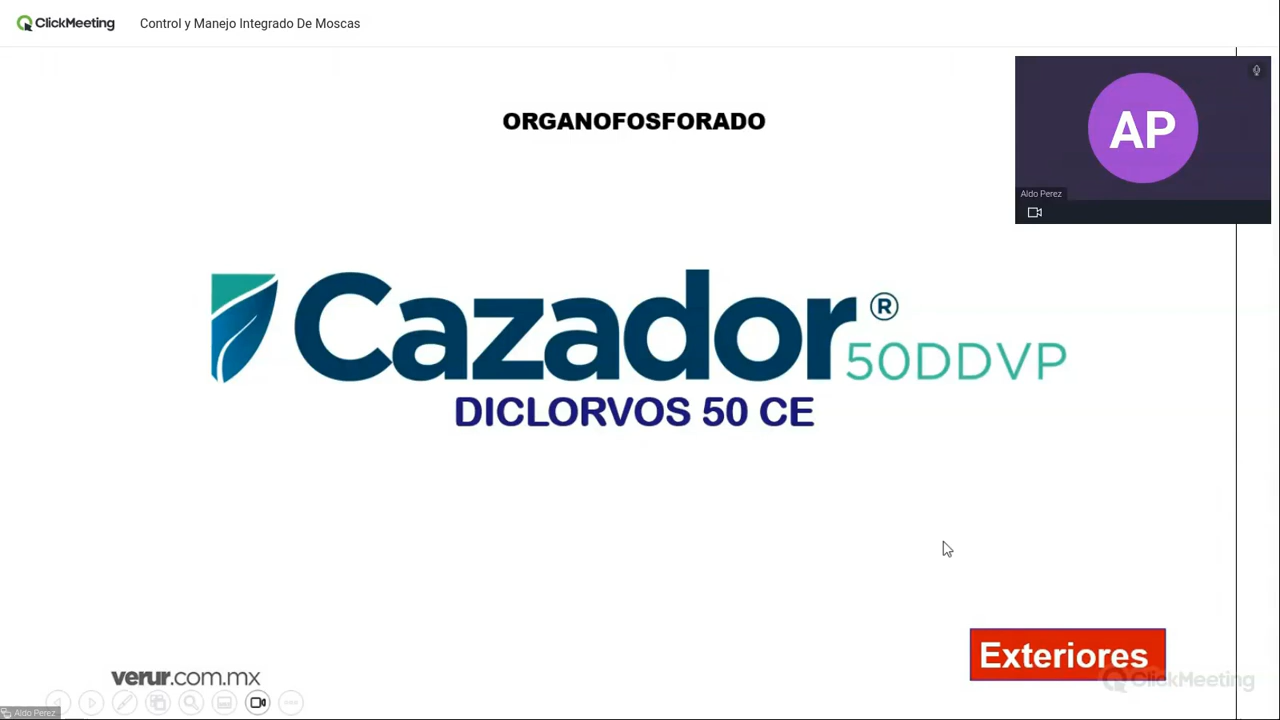 ClickMeeting Control y Manejo Integrado De Moscas
ORGANOFOSFORADO
AP
Aldo Perez
Cazador®
50DDVP
DICLORVOS 50 CE
Exteriores
ClickMeeting
verur.com.mx
Aldo Perez